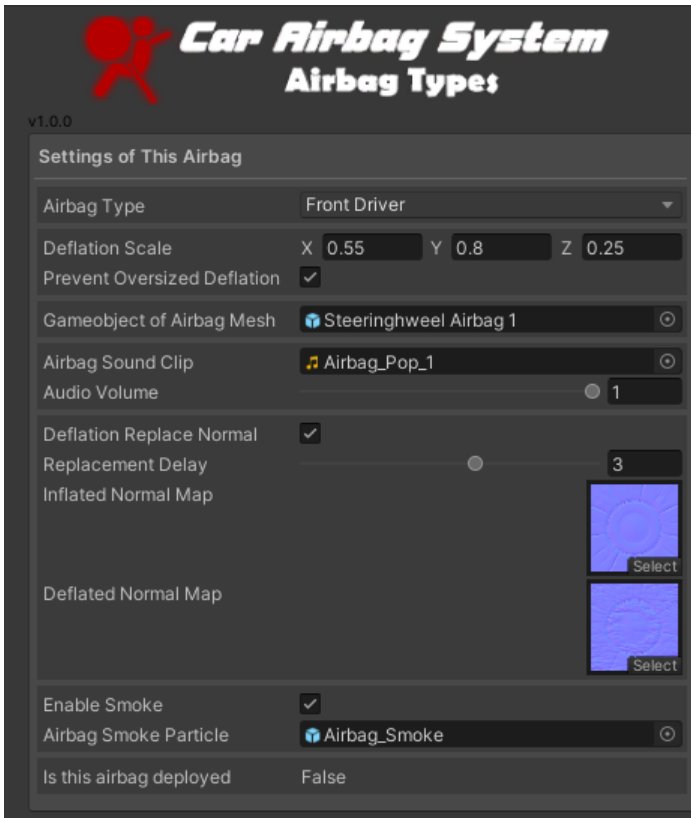 Car Airbag System
Airbag Types
v1.0.0
Settings of This Airbag
Airbag Type Front Driver
Deflation Scale X 0.55 Y 0.8 Z 0.25
Prevent Oversized Deflation
Gameobject of Airbag Mesh Steeringhweel Airbag 1
Airbag Sound Clip Airbag_Pop_1
Audio Volume 1
Deflation Replace Normal
Replacement Delay 3
Inflated Normal Map
Select
Deflated Normal Map
Select
Enable Smoke
Airbag Smoke Particle Airbag_Smoke
Is this airbag deployed False